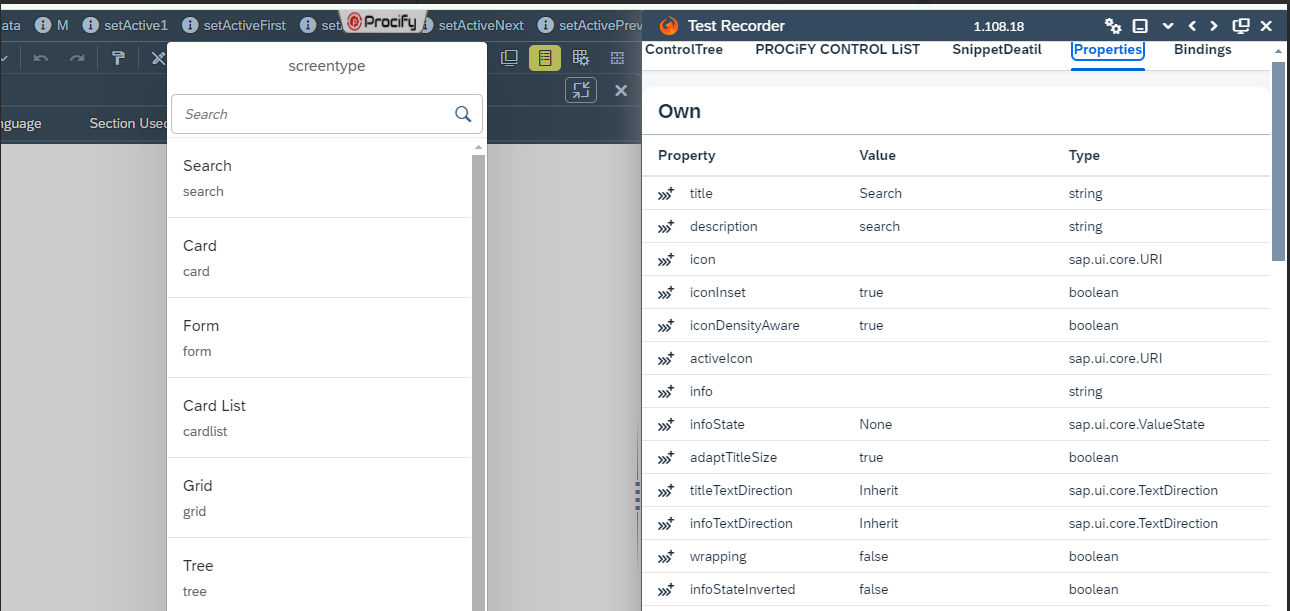 ata M setActive1 setActiveFirst Procify setActiveNext setActivePrev
screentype
nguage Section Used
Search
Search
search
Card
card
Form
form
Card List
cardlist
Grid
grid
Tree
tree
Test Recorder 1.108.18
ControlTree PROCiFY CONTROL LiST SnippetDeatil Properties Bindings
Own
Property Value Type
title Search string
description search string
icon sap.ui.core.URI
iconInset true boolean
iconDensityAware true boolean
activeIcon sap.ui.core.URI
info string
infoState None sap.ui.core.ValueState
adaptTitleSize true boolean
titleTextDirection Inherit sap.ui.core.TextDirection
infoTextDirection Inherit sap.ui.core.TextDirection
wrapping false boolean
infoStateInverted false boolean